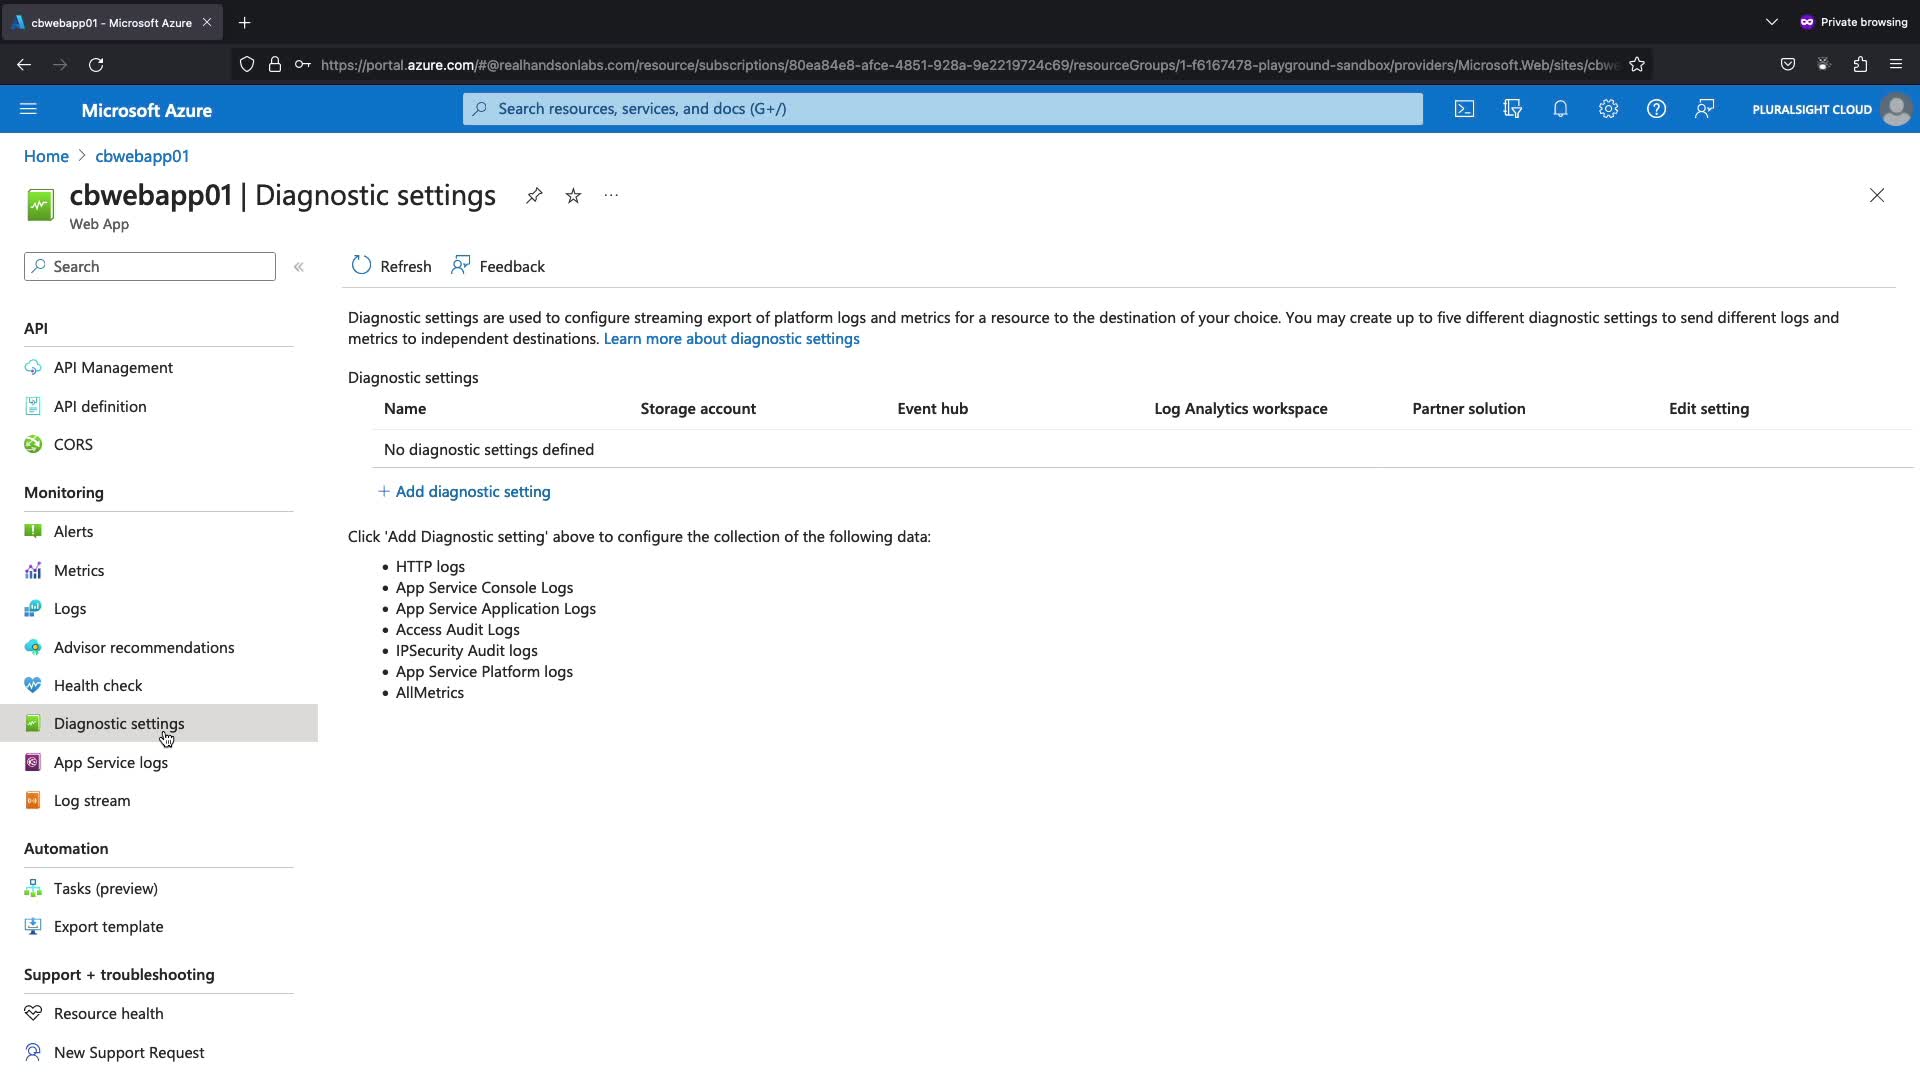 cbwebapp01 - Microsoft Azure
Private browsing
https://portal.azure.com/#@realhandsonlabs.com/resource/subscriptions/80ea84e8-afce-4851-928a-9e2219724c69/resourceGroups/1-f6167478-playground-sandbox/providers/Microsoft.Web/sites/cbwe
Microsoft Azure
Search resources, services, and docs (G+/)
PLURALSIGHT CLOUD
Home > cbwebapp01
cbwebapp01 | Diagnostic settings
Web App
Search
Refresh
Feedback
API
API Management
API definition
CORS
Monitoring
Alerts
Metrics
Logs
Advisor recommendations
Health check
Diagnostic settings
App Service logs
Log stream
Automation
Tasks (preview)
Export template
Support + troubleshooting
Resource health
New Support Request
Diagnostic settings are used to configure streaming export of platform logs and metrics for a resource to the destination of your choice. You may create up to five different diagnostic settings to send different logs and
metrics to independent destinations. Learn more about diagnostic settings
Diagnostic settings
Name Storage account Event hub Log Analytics workspace Partner solution Edit setting
No diagnostic settings defined
+ Add diagnostic setting
Click 'Add Diagnostic setting' above to configure the collection of the following data:
• HTTP logs
• App Service Console Logs
• App Service Application Logs
• Access Audit Logs
• IPSecurity Audit logs
• App Service Platform logs
• AllMetrics